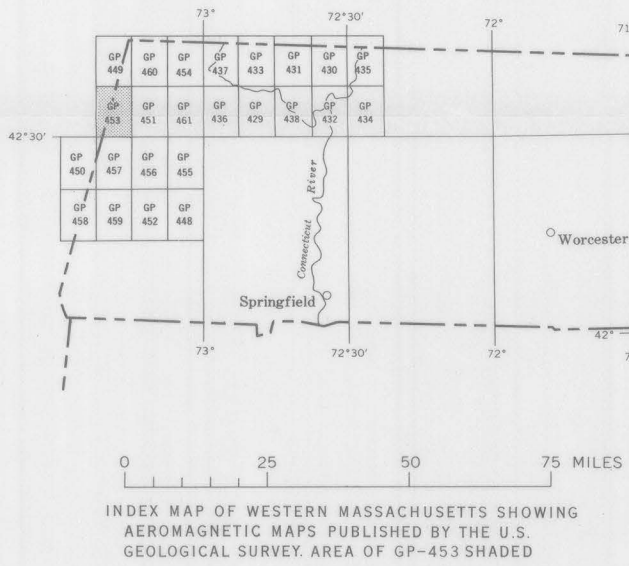 73° 72°30' 72° 71
GP 449 GP 460 GP 454 GP 437 GP 433 GP 431 GP 430 GP 435
GP 453 GP 451 GP 461 GP 436 GP 429 GP 438 GP 432 GP 434
42°30' 42
GP 450 GP 457 GP 456 GP 455
GP 458 GP 459 GP 452 GP 448
Connecticut River
Worcester
Springfield
42°
73° 72°30' 72° 7
0 25 50 75 MILES
INDEX MAP OF WESTERN MASSACHUSETTS SHOWING
AEROMAGNETIC MAPS PUBLISHED BY THE U.S.
GEOLOGICAL SURVEY. AREA OF GP-453 SHADED